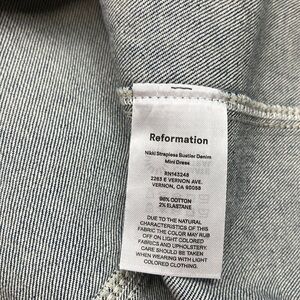 Reformation
Nikki Strapless Bustier Denim
Mini Dress
RN143248
2263 E VERNON AVE.
VERNON, CA 90058
98% COTTON
2% ELASTANE
DUE TO THE NATURAL
CHARACTERISTICS OF THIS
FABRIC THE COLOR MAY RUB
OFF ON LIGHT COLORED
FABRICS AND UPHOLSTERY.
CARE SHOULD BE TAKEN
WHEN WEARING WITH LIGHT
COLORED CLOTHING.